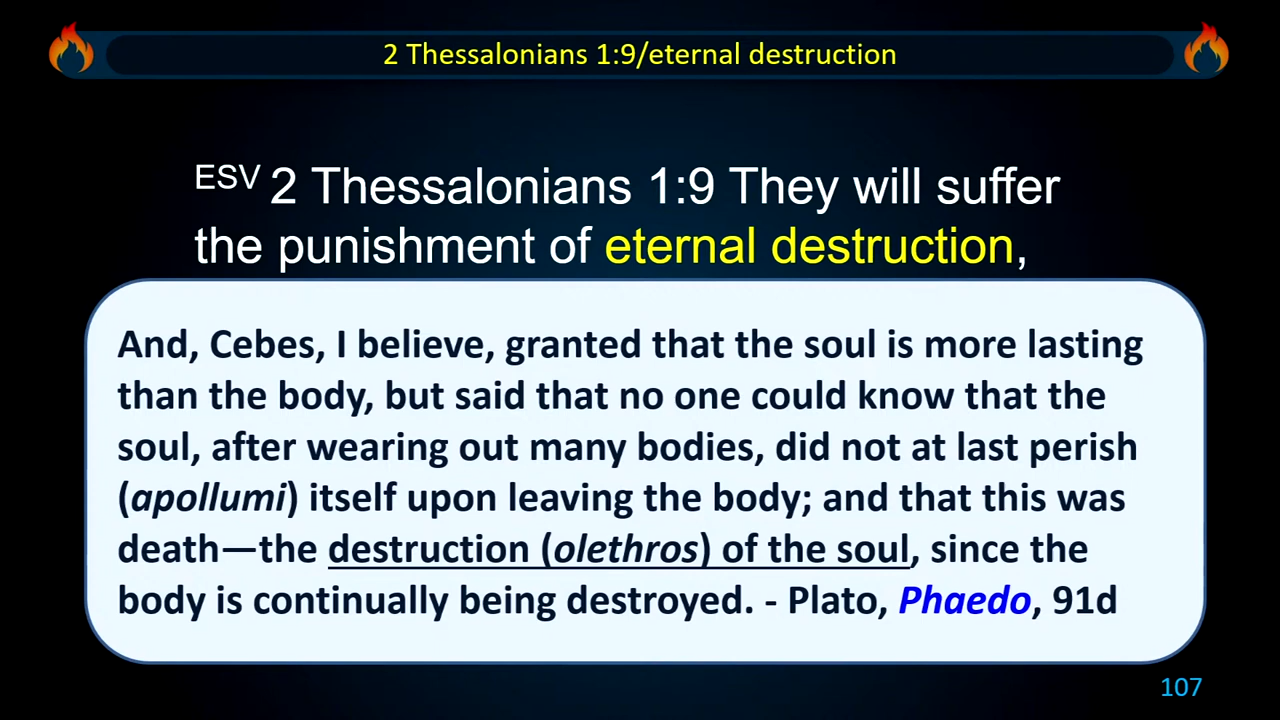 2 Thessalonians 1:9/eternal destruction
ESV 2 Thessalonians 1:9 They will suffer
the punishment of eternal destruction,
And, Cebes, I believe, granted that the soul is more lasting
than the body, but said that no one could know that the
soul, after wearing out many bodies, did not at last perish
(apollumi) itself upon leaving the body; and that this was
death—the destruction (olethros) of the soul, since the
body is continually being destroyed. - Plato, Phaedo, 91d
107